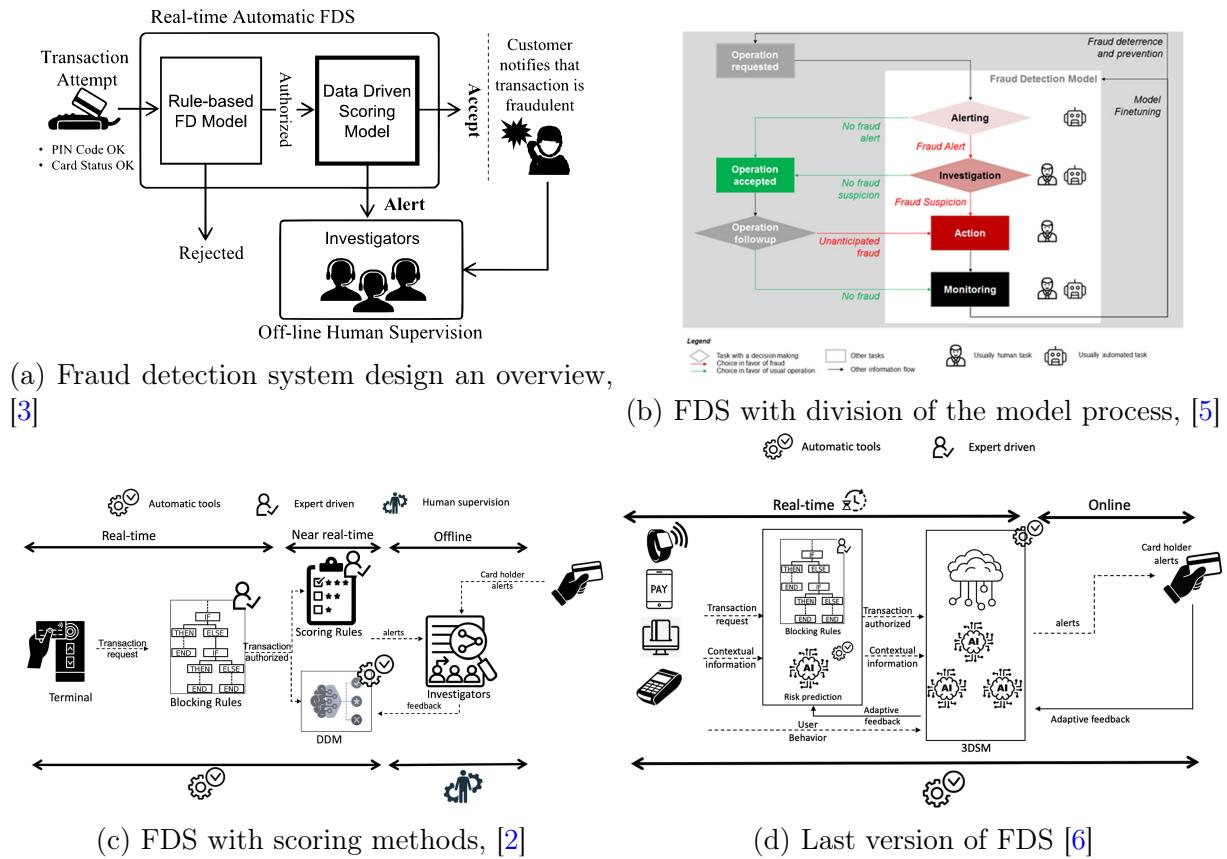 Real-time Automatic FDS
Transaction
Attempt
• PIN Code OK
• Card Status OK
Rule-based
FD Model
Authorized
Data Driven
Scoring
Model
Accept
Customer
notifies that
transaction is
fraudulent
Alert
Rejected
Investigators
Off-line Human Supervision
(a) Fraud detection system design an overview,
[3]
Fraud deterrence
and prevention
Operation
requested
Fraud Detection Model
Model
Finetuning
Alerting
No fraud
alert
Fraud Alert
Operation
accepted
Investigation
No fraud
suspicion
Fraud Suspicion
Operation
followup
Unanticipated
fraud
Action
Monitoring
No fraud
Legend
Task with a decision making
Choice in favor of fraud
Choice in favor of usual operation
Other tasks
Other information flow
Usually human task
Usually automated task
(b) FDS with division of the model process, [5]
Automatic tools
Expert driven
Human supervision
Real-time
Near real-time
Offline
Card holder
alerts
Terminal
Transaction
request
IF
THEN
ELSE
END
IF
THEN
ELSE
END
END
Blocking Rules
Transaction
authorized
Scoring Rules
alerts
DDM
Investigators
feedback
(c) FDS with scoring methods, [2]
Automatic tools
Expert driven
Real-time
Online
PAY
Transaction
request
Contextual
information
IF
THEN
ELSE
END
IF
THEN
ELSE
END
END
Blocking Rules
AI
Risk prediction
Transaction
authorized
Contextual
information
Adaptive
feedback
User
Behavior
AI
AI
AI
3DSM
alerts
Card holder
alerts
Adaptive feedback
(d) Last version of FDS [6]